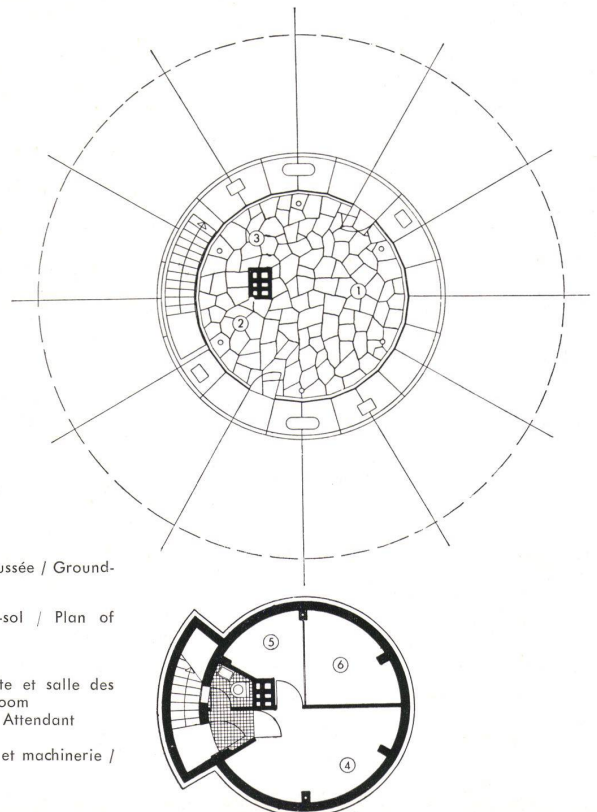 3
1
2
ussée / Ground-
-sol / Plan of
5
6
te et salle des
oom
Attendant
et machinerie /
4